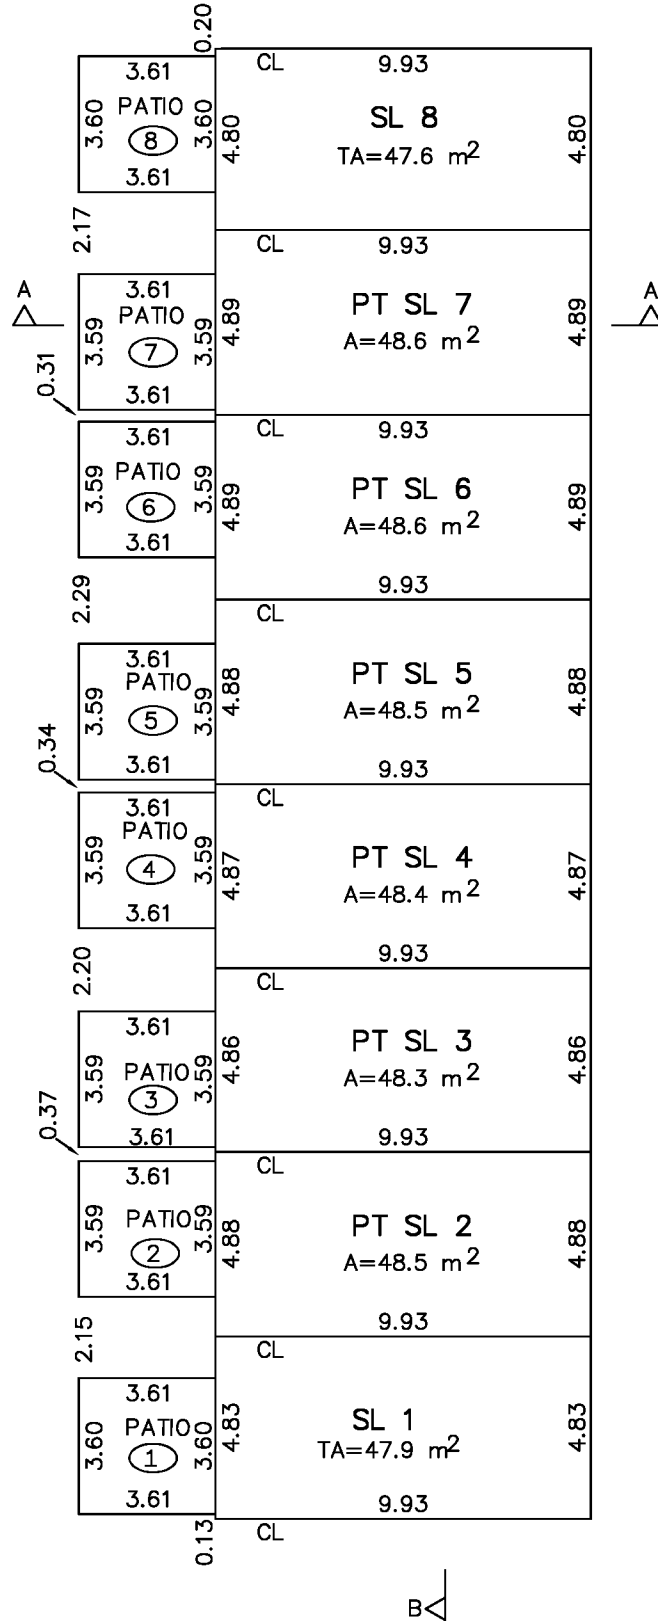 0.20
3.61
CL
9.93
3.60
PATIO
3.60
4.80
SL 8
4.80
8
TA=47.6 m²
3.61
2.17
CL
9.93
A
A
3.61
PATIO
3.59
3.59
4.89
PT SL 7
4.89
7
A=48.6 m²
3.61
0.31
CL
9.93
3.61
PATIO
3.59
3.59
4.89
PT SL 6
4.89
6
A=48.6 m²
3.61
9.93
2.29
CL
3.61
PATIO
3.59
3.59
4.88
PT SL 5
4.88
5
A=48.5 m²
3.61
9.93
0.34
CL
3.61
PATIO
3.59
3.59
4.87
PT SL 4
4.87
4
A=48.4 m²
3.61
9.93
2.20
CL
3.61
PATIO
3.59
3.59
4.86
PT SL 3
4.86
3
A=48.3 m²
3.61
9.93
0.37
CL
3.61
PATIO
3.59
3.59
4.88
PT SL 2
4.88
2
A=48.5 m²
3.61
9.93
2.15
CL
3.61
PATIO
3.60
3.60
4.83
SL 1
4.83
1
TA=47.9 m²
3.61
9.93
0.13
CL
B